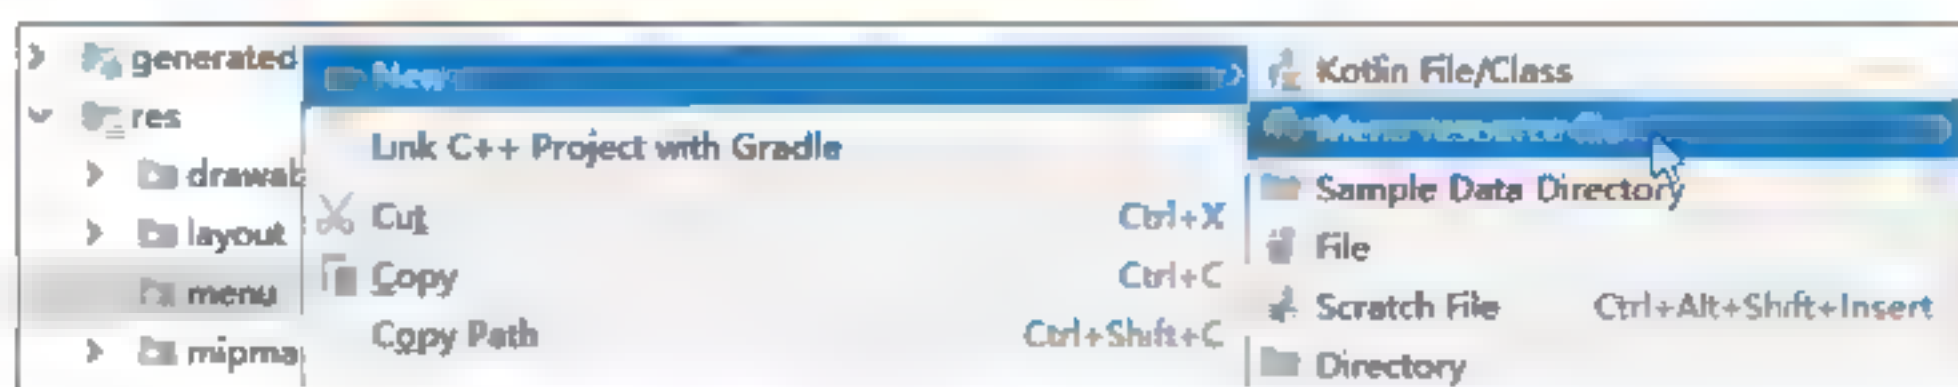 generated
res
drawab
layout
menu
mipma
New
Link C++ Project with Gradle
Cut Ctrl+X
Copy Ctrl+C
Copy Path Ctrl+Shift+C
Kotlin File/Class
Sample Data Directory
File
Scratch File Ctrl+Alt+Shift+Insert
Directory